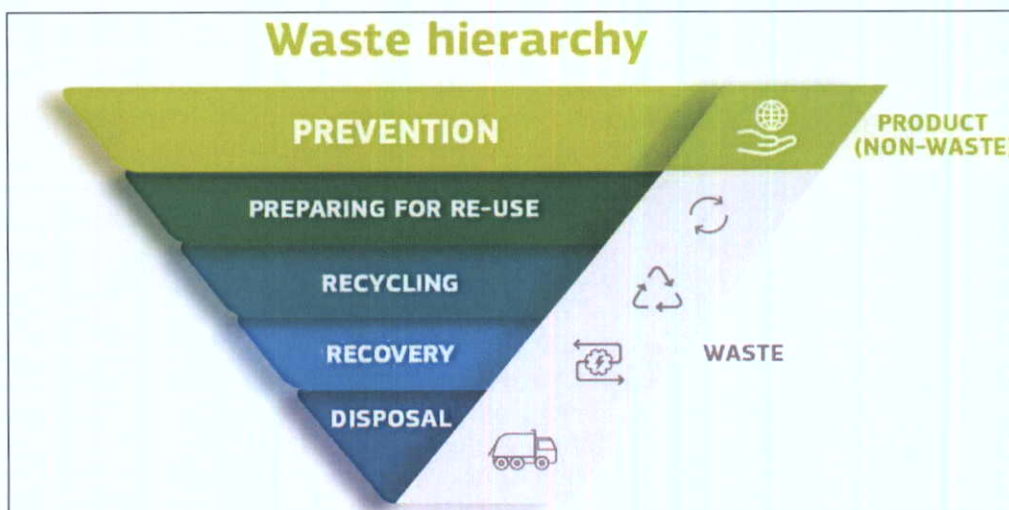 Waste hierarchy
PREVENTION
PRODUCT
(NON-WASTE)
PREPARING FOR RE-USE
RECYCLING
RECOVERY
WASTE
DISPOSAL